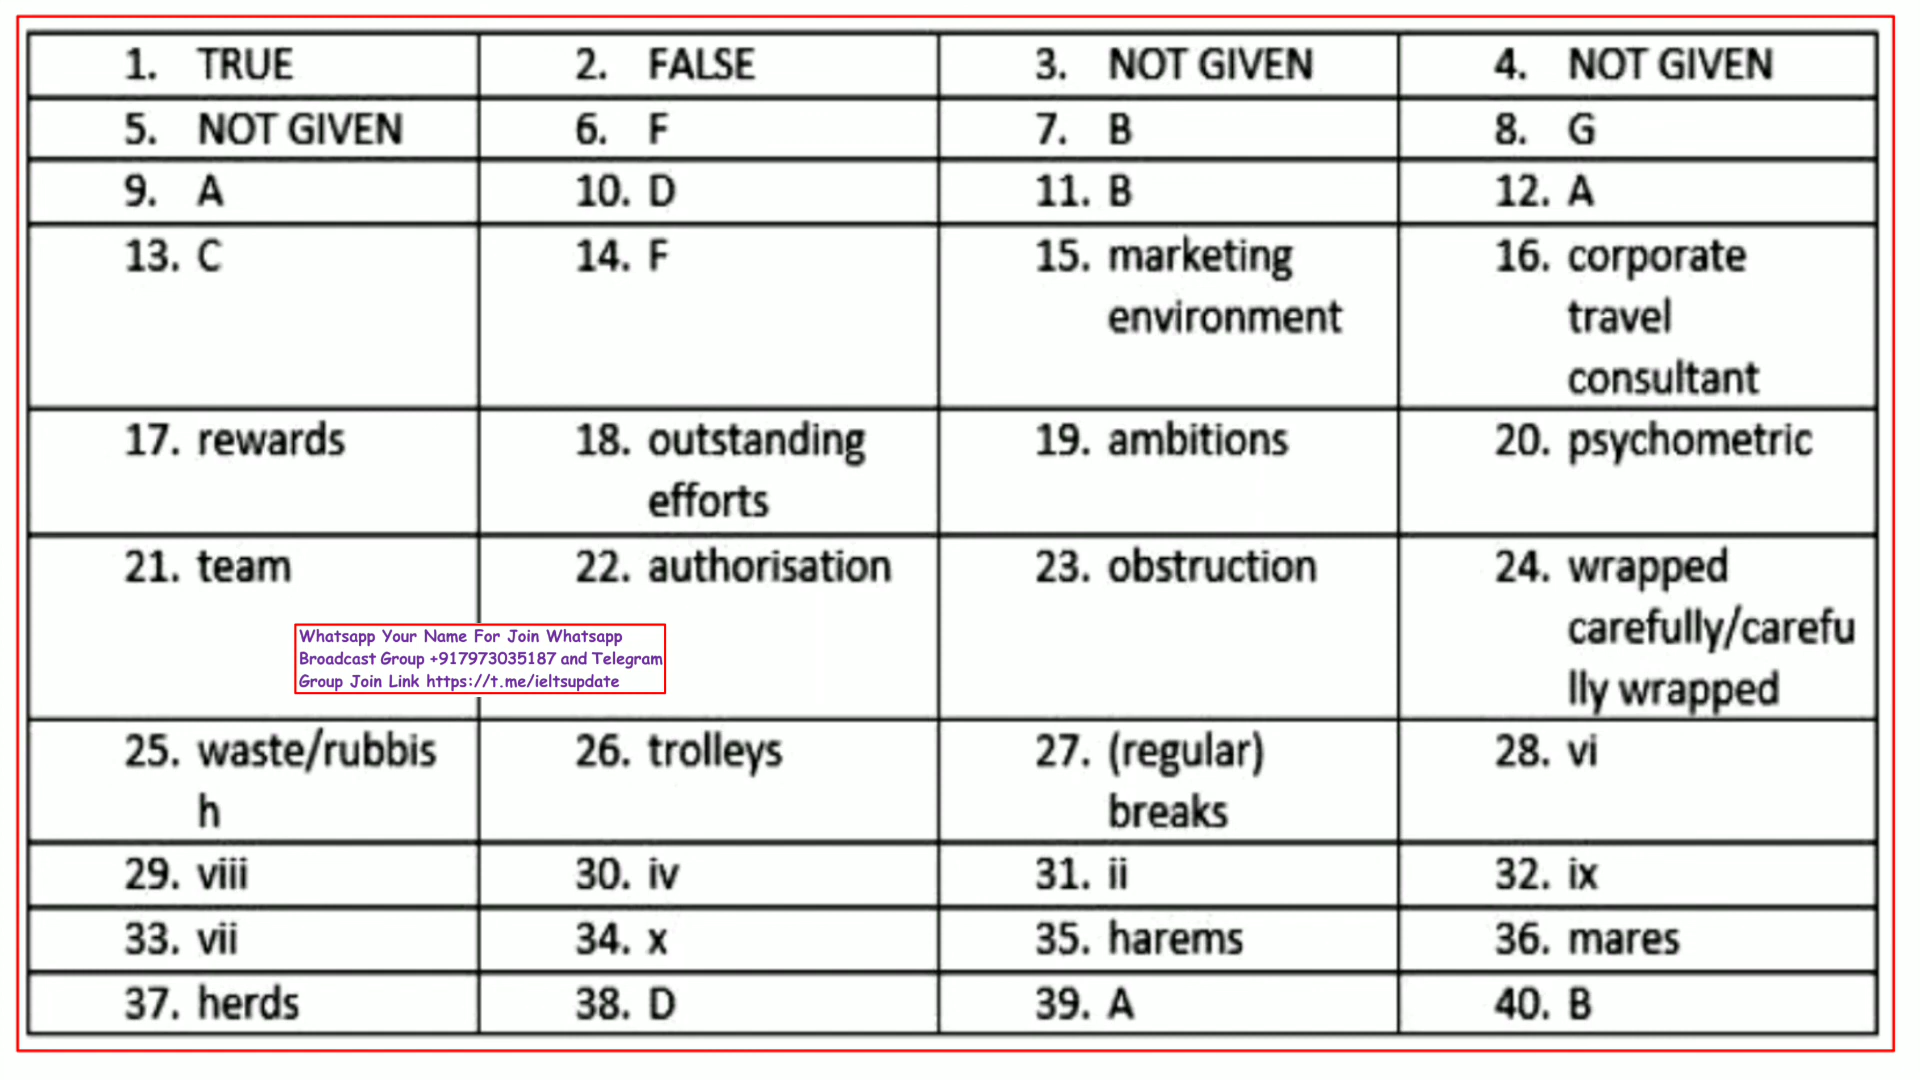 1. TRUE 2. FALSE 3. NOT GIVEN 4. NOT GIVEN
5. NOT GIVEN 6. F 7. B 8. G
9. A 10. D 11. B 12. A
13. C 14. F 15. marketing environment 16. corporate travel consultant
17. rewards 18. outstanding efforts 19. ambitions 20. psychometric
21. team 22. authorisation 23. obstruction 24. wrapped carefully/carefully wrapped
Whatsapp Your Name For Join Whatsapp
Broadcast Group +917973035187 and Telegram
Group Join Link https://t.me/ieltsupdate
25. waste/rubbish 26. trolleys 27. (regular) breaks 28. vi
29. viii 30. iv 31. ii 32. ix
33. vii 34. x 35. harems 36. mares
37. herds 38. D 39. A 40. B